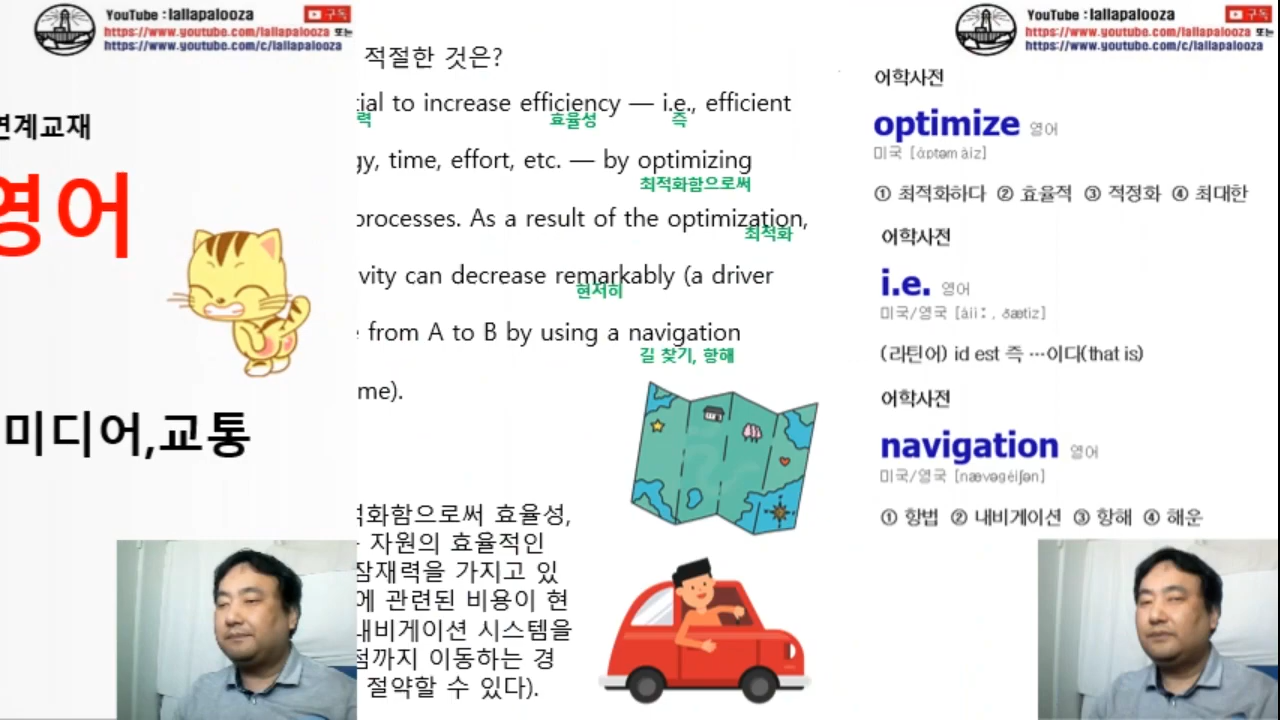 YouTube : lallapalooza
구독
https://www.youtube.com/lallapalooza 또는
https://www.youtube.com/c/lallapalooza
연계교재
영어
미디어,교통
적절한 것은?
tial to increase efficiency — i.e., efficient
력 효율성 즉
gy, time, effort, etc. — by optimizing
최적화함으로써
processes. As a result of the optimization,
최적화
vity can decrease remarkably (a driver
현저히
from A to B by using a navigation
길 찾기, 항해
me).
적화함으로써 효율성,
자원의 효율적인
잠재력을 가지고 있
에 관련된 비용이 현
내비게이션 시스템을
점까지 이동하는 경
절약할 수 있다).
YouTube : lallapalooza
구독
https://www.youtube.com/lallapalooza 또는
https://www.youtube.com/c/lallapalooza
어학사전
optimize 영어
미국 [ɑ́ptəmàiz]
① 최적화하다 ② 효율적 ③ 적정화 ④ 최대한
어학사전
i.e. 영어
미국/영국 [áiíː, ðætíz]
(라틴어) id est 즉 …이다(that is)
어학사전
navigation 영어
미국/영국 [nævəgéiʃən]
① 항법 ② 내비게이션 ③ 항해 ④ 해운